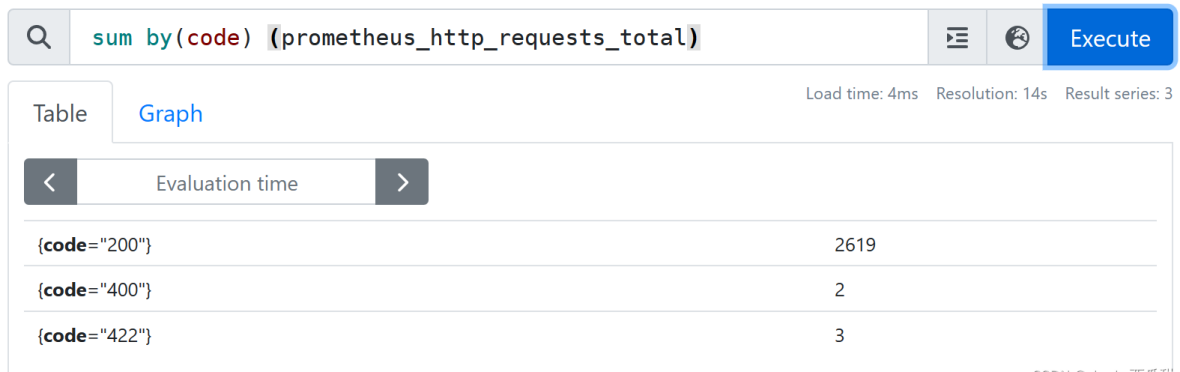 sum by(code) (prometheus_http_requests_total)
Execute
Load time: 4ms Resolution: 14s Result series: 3
Table Graph
Evaluation time
{code="200"} 2619
{code="400"} 2
{code="422"} 3